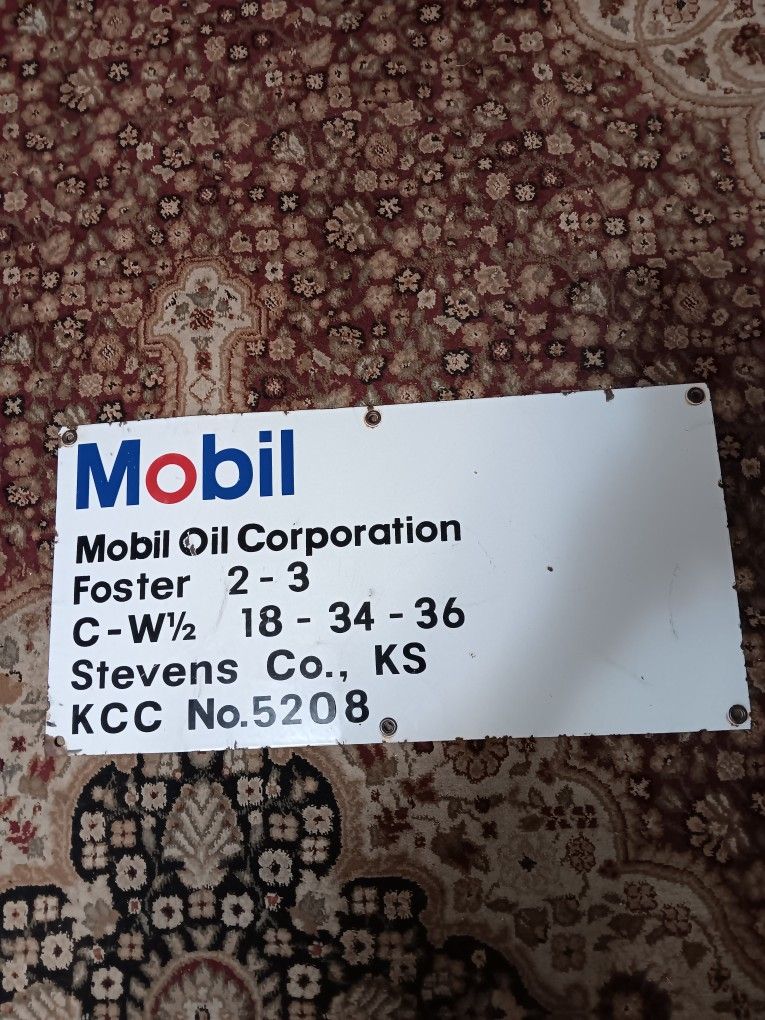 Mobil
Mobil Oil Corporation
Foster 2-3
C-W½ 18-34-36
Stevens Co., KS
KCC No.5208